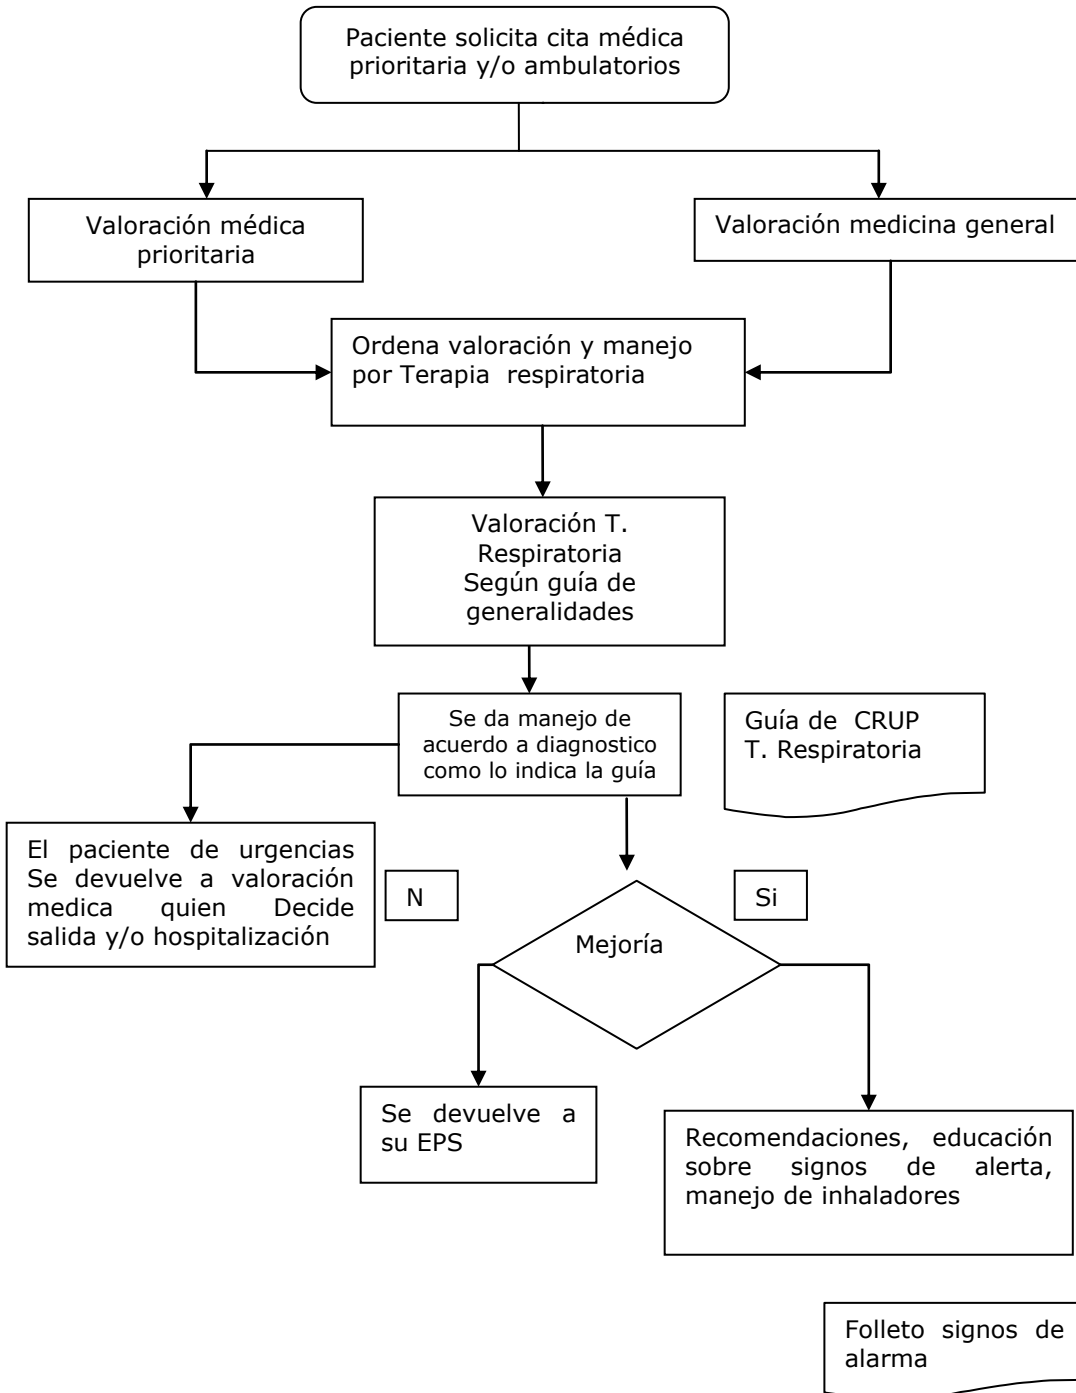 Paciente solicita cita médica
prioritaria y/o ambulatorios
Valoración médica
prioritaria
Valoración medicina general
Ordena valoración y manejo
por Terapia respiratoria
Valoración T.
Respiratoria
Según guía de
generalidades
Se da manejo de
acuerdo a diagnostico
como lo indica la guía
Guía de CRUP
T. Respiratoria
El paciente de urgencias
Se devuelve a valoración
medica quien Decide
salida y/o hospitalización
N
Si
Mejoría
Se devuelve a
su EPS
Recomendaciones, educación
sobre signos de alerta,
manejo de inhaladores
Folleto signos de
alarma